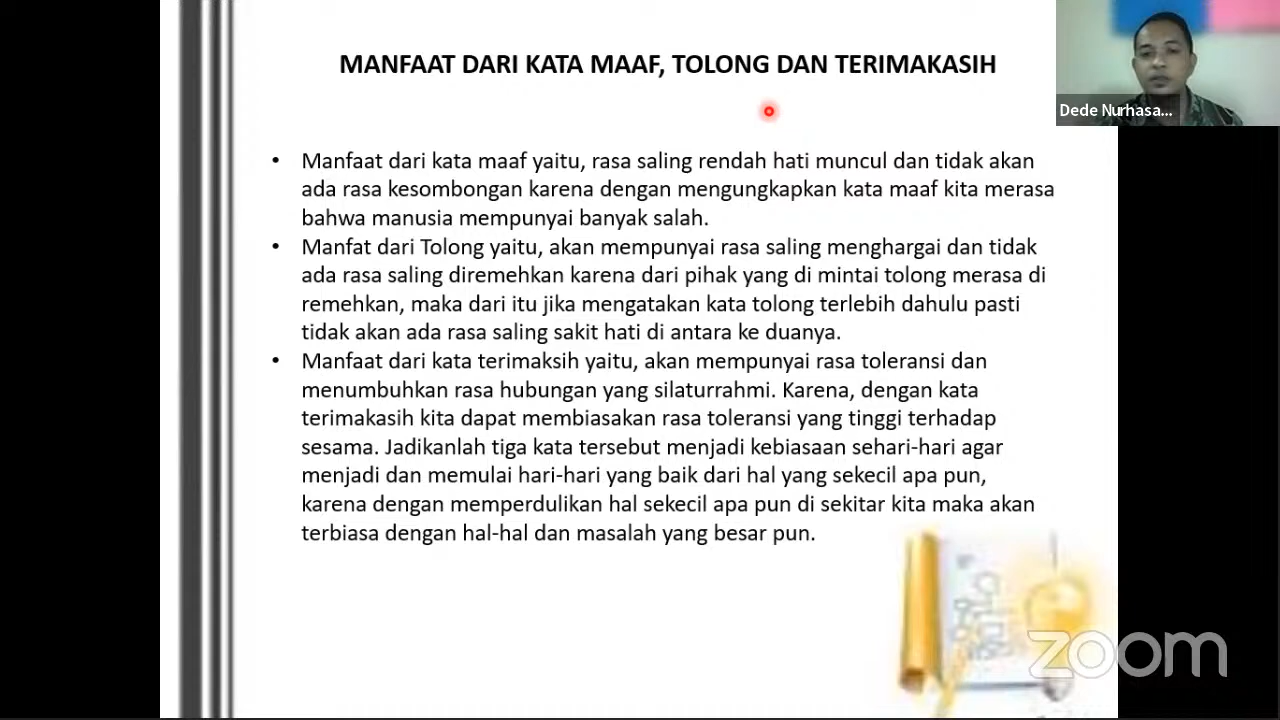 MANFAAT DARI KATA MAAF, TOLONG DAN TERIMAKASIH
Dede Nurhasa...
• Manfaat dari kata maaf yaitu, rasa saling rendah hati muncul dan tidak akan
ada rasa kesombongan karena dengan mengungkapkan kata maaf kita merasa
bahwa manusia mempunyai banyak salah.
• Manfat dari Tolong yaitu, akan mempunyai rasa saling menghargai dan tidak
ada rasa saling diremehkan karena dari pihak yang di mintai tolong merasa di
remehkan, maka dari itu jika mengatakan kata tolong terlebih dahulu pasti
tidak akan ada rasa saling sakit hati di antara ke duanya.
• Manfaat dari kata terimaksih yaitu, akan mempunyai rasa toleransi dan
menumbuhkan rasa hubungan yang silaturrahmi. Karena, dengan kata
terimakasih kita dapat membiasakan rasa toleransi yang tinggi terhadap
sesama. Jadikanlah tiga kata tersebut menjadi kebiasaan sehari-hari agar
menjadi dan memulai hari-hari yang baik dari hal yang sekecil apa pun,
karena dengan memperdulikan hal sekecil apa pun di sekitar kita maka akan
terbiasa dengan hal-hal dan masalah yang besar pun.
zoom